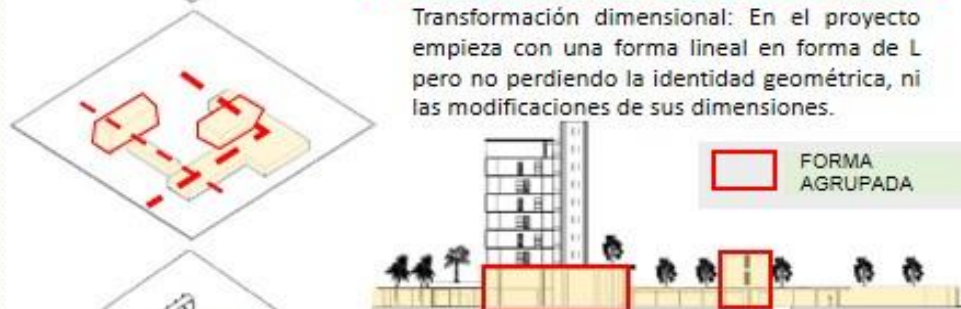 Transformación dimensional: En el proyecto
empieza con una forma lineal en forma de L
pero no perdiendo la identidad geométrica, ni
las modificaciones de sus dimensiones.
FORMA
AGRUPADA